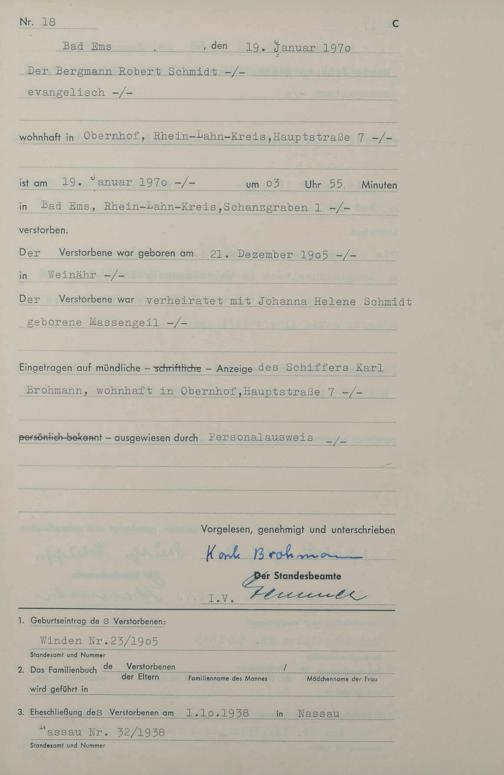 Nr. 18 C
Bad Ems , den 19. Januar 1970
Der Bergmann Robert Schmidt -/-
evangelisch -/-
wohnhaft in Obernhof, Rhein-Lahn-Kreis,Hauptstraße 7 -/-
ist am 19. Januar 1970 -/- um 03 Uhr 55 Minuten
in Bad Ems, Rhein-Lahn-Kreis,Schanzgraben 1 -/-
verstorben.
Der Verstorbene war geboren am 21. Dezember 1905 -/-
in Weinähr -/-
Der Verstorbene war verheiratet mit Johanna Helene Schmidt
geborene Massengeil -/-
Eingetragen auf mündliche – schriftliche – Anzeige des Schiffers Karl
Brohmann, wohnhaft in Obernhof,Hauptstraße 7 -/-
persönlich bekannt – ausgewiesen durch Personalausweis -/-
Vorgelesen, genehmigt und unterschrieben
Karl Brohmann
Der Standesbeamte
I.V.
1. Geburtseintrag des Verstorbenen:
Winden Nr.23/1905
Standesamt und Nummer
2. Das Familienbuch de Verstorbenen /
der Eltern Familienname des Mannes Mädchenname der Frau
wird geführt in
3. Eheschließung des Verstorbenen am 1.10.1938 in Nassau
Nassau Nr. 32/1938
Standesamt und Nummer